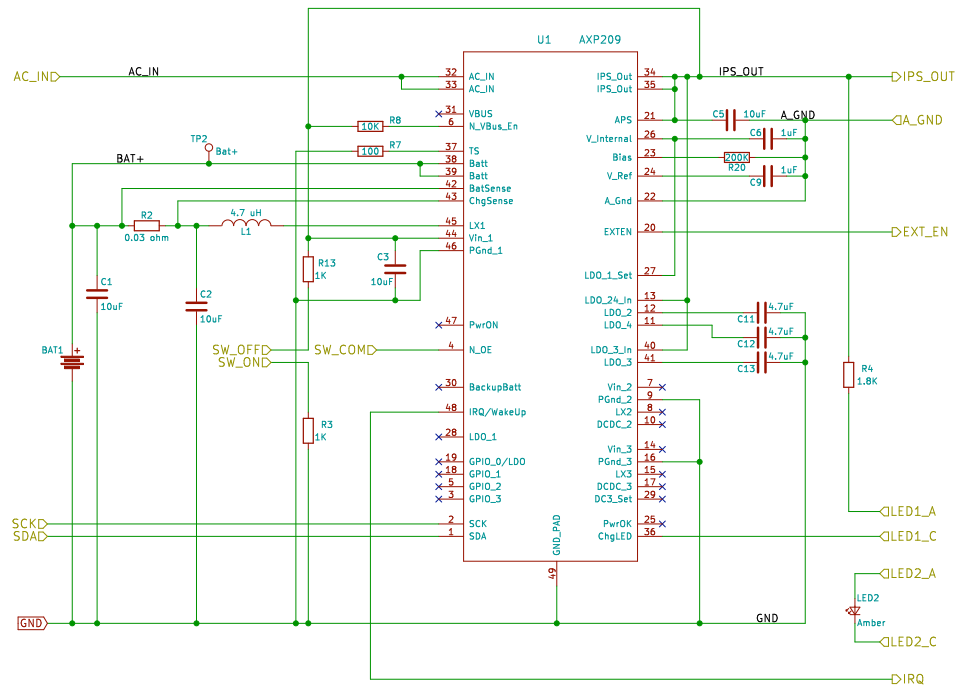 U1 AXP209
AC_IN
AC_IN
32 AC_IN
33 AC_IN
31 VBUS
6 N_VBus_En
R8
10K
R7
100
37 TS
38 Batt
39 Batt
42 BatSense
43 ChgSense
45 LX1
44 Vin_1
46 PGnd_1
47 PwrON
4 N_OE
30 BackupBatt
48 IRQ/WakeUp
28 LDO_1
19 GPIO_0/LDO
18 GPIO_1
5 GPIO_2
3 GPIO_3
2 SCK
1 SDA
GND_PAD
49
TP2
Bat+
BAT+
R2
0.03 ohm
4.7 uH
L1
C1
10uF
C2
10uF
C3
10uF
R13
1K
BAT1
+
SW_OFF
SW_ON
SW_COM
R3
1K
SCK
SDA
GND
IPS_Out 34
IPS_Out 35
APS 21
V_Internal 26
Bias 23
V_Ref 24
A_Gnd 22
EXTEN 20
LDO_1_Set 27
LDO_24_In 13
LDO_2 12
LDO_4 11
LDO_3_In 40
LDO_3 41
Vin_2 7
PGnd_2 9
LX2 8
DCDC_2 10
Vin_3 14
PGnd_3 16
LX3 15
DCDC_3 17
DC3_Set 29
PwrOK 25
ChgLED 36
IPS_OUT
IPS_OUT
C5 10uF
A_GND
A_GND
C6 1uF
200K
R20
C9 1uF
EXT_EN
C11 4.7uF
C12 4.7uF
C13 4.7uF
R4
1.8K
LED1_A
LED1_C
LED2_A
LED2
Amber
LED2_C
GND
IRQ